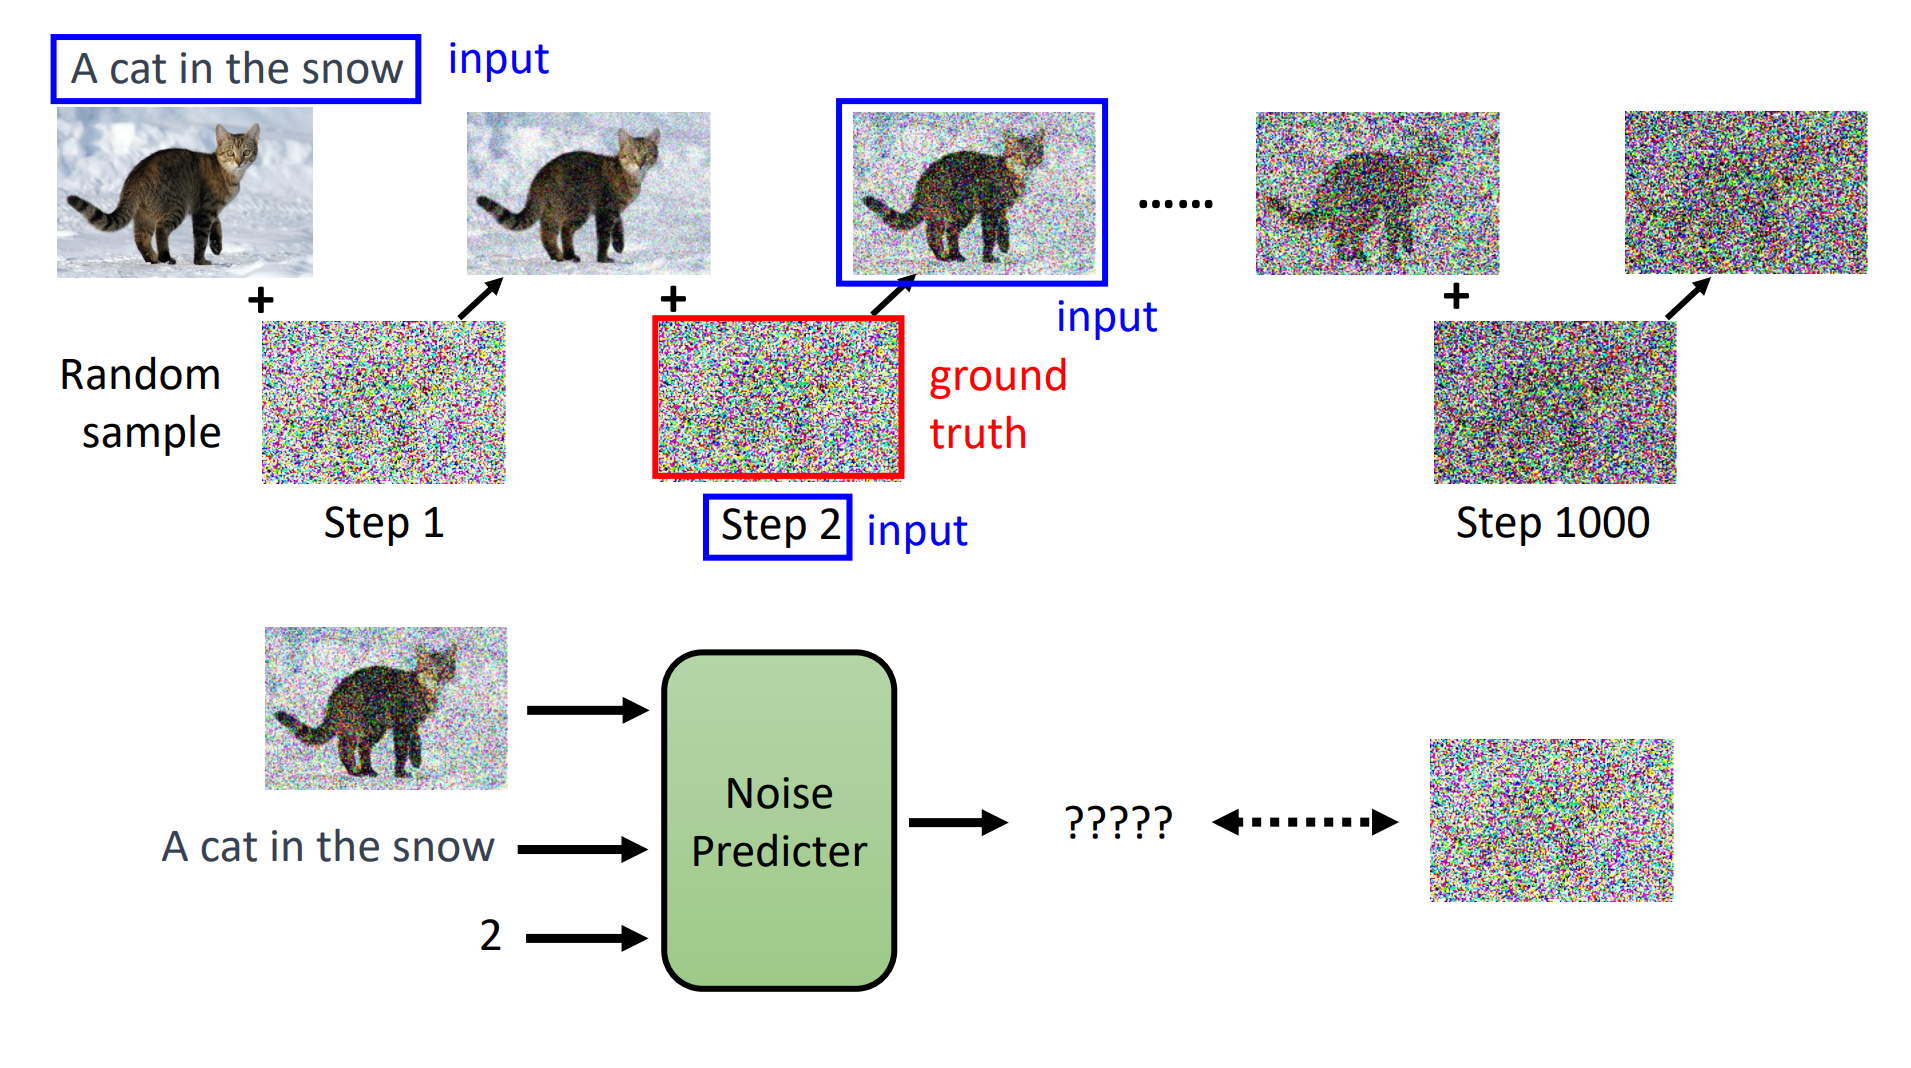 A cat in the snow
input
+
+
......
+
input
Random
sample
ground
truth
Step 1
Step 2
input
Step 1000
A cat in the snow
2
Noise
Predicter
?????